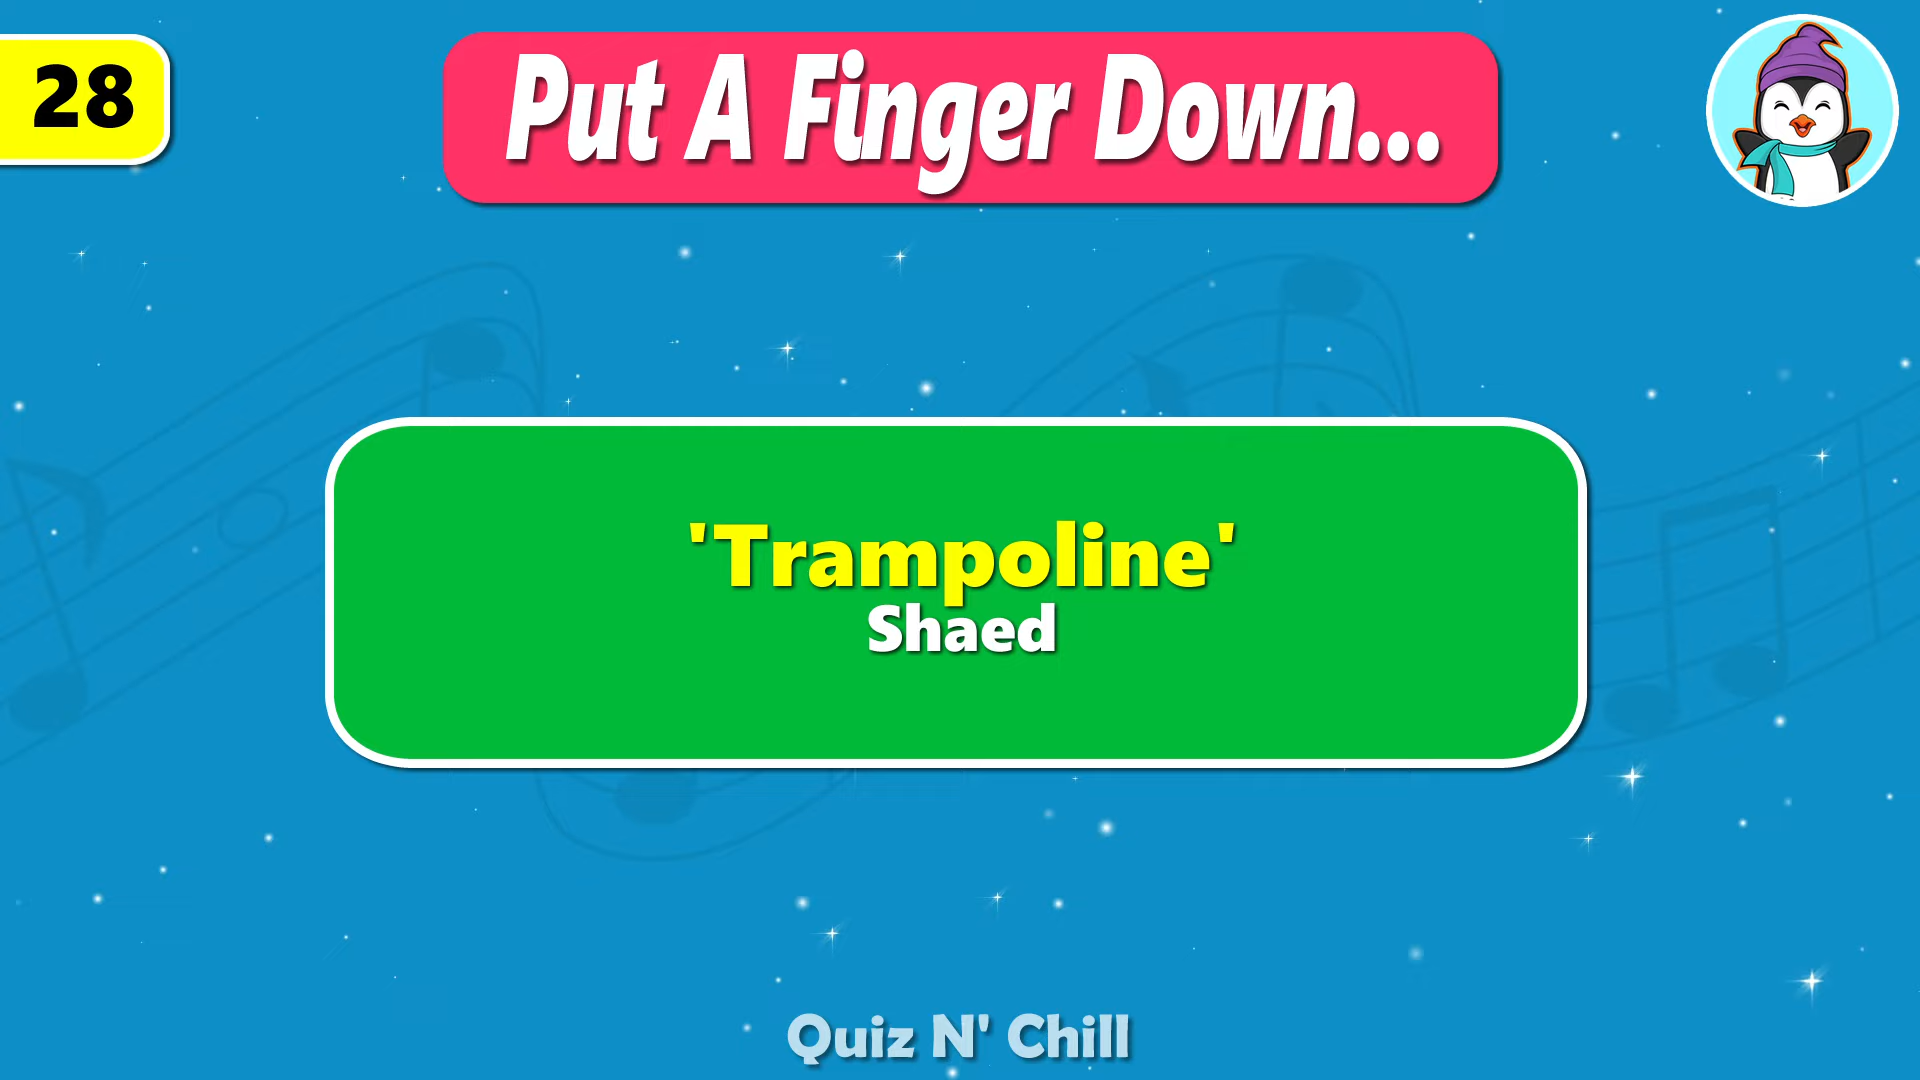 28
Put A Finger Down...
'Trampoline'
Shaed
Quiz N' Chill